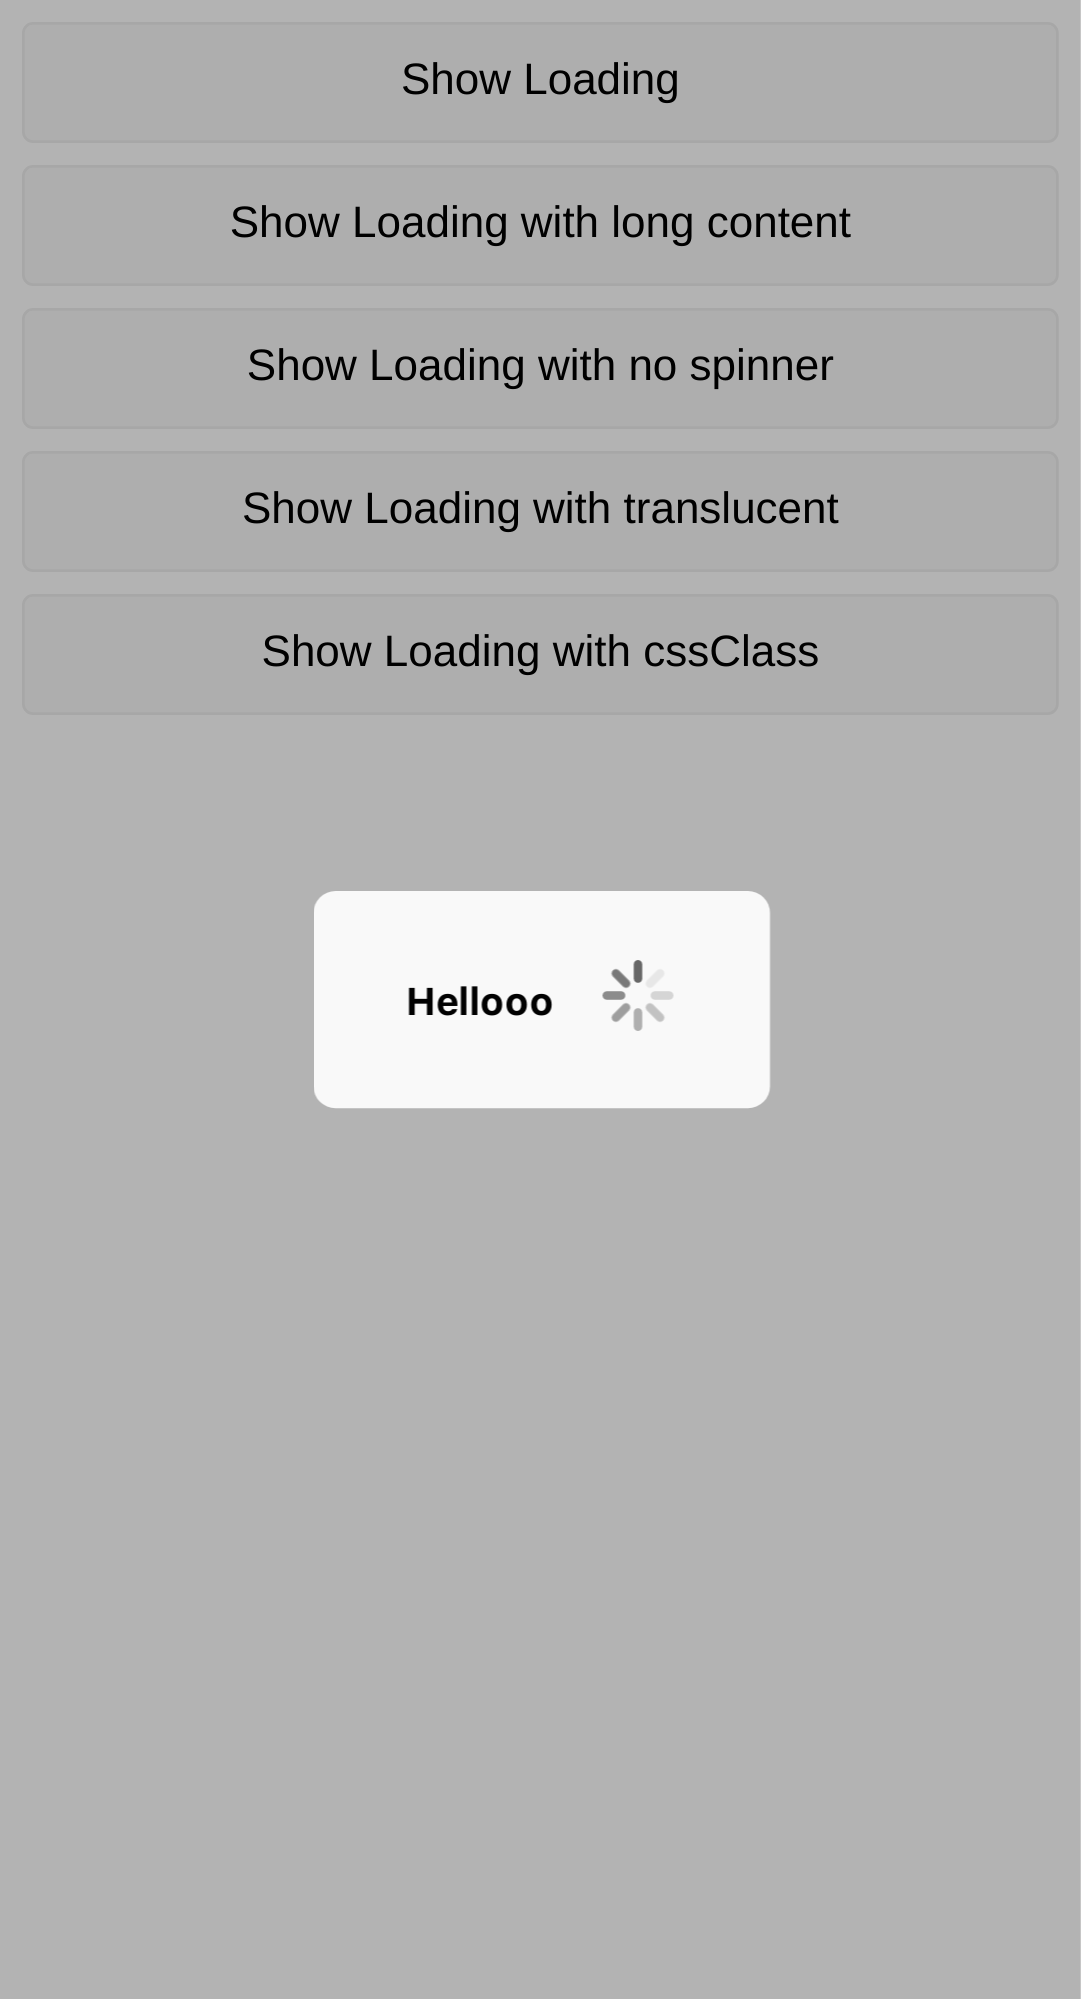 Show Loading
Show Loading with long content
Show Loading with no spinner
Show Loading with translucent
Show Loading with cssClass
Hellooo